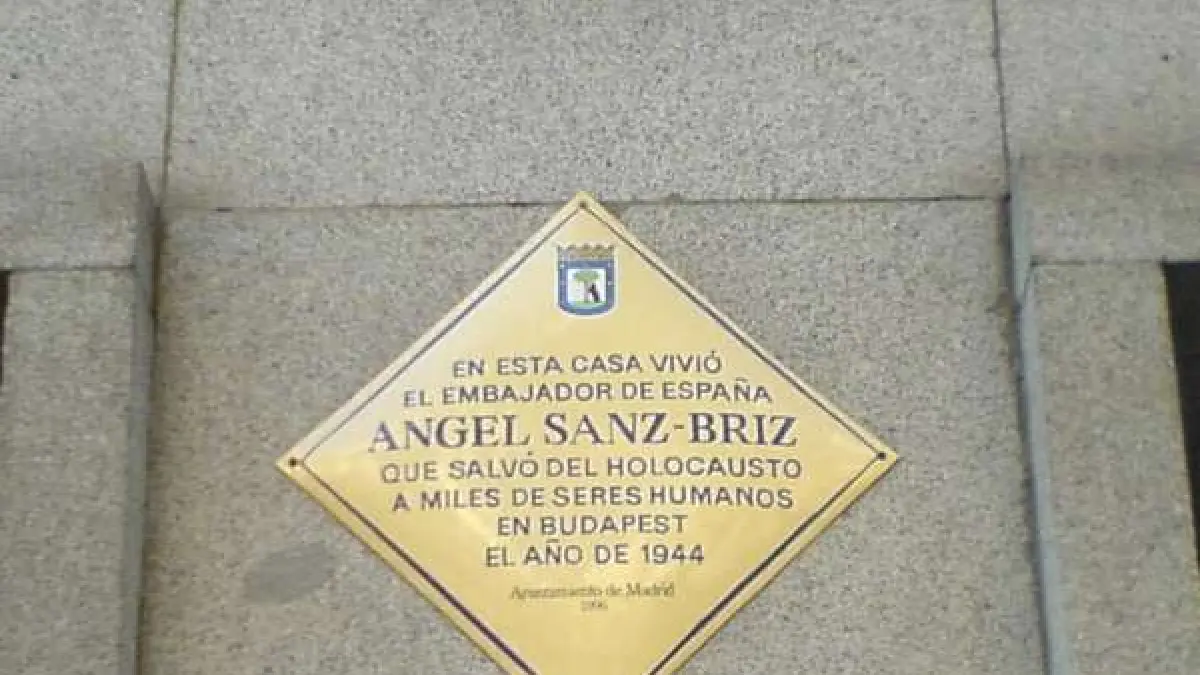 EN ESTA CASA VIVIÓ
EL EMBAJADOR DE ESPAÑA
ANGEL SANZ-BRIZ
QUE SALVÓ DEL HOLOCAUSTO
A MILES DE SERES HUMANOS
EN BUDAPEST
EL AÑO DE 1944
Ayuntamiento de Madrid
1996